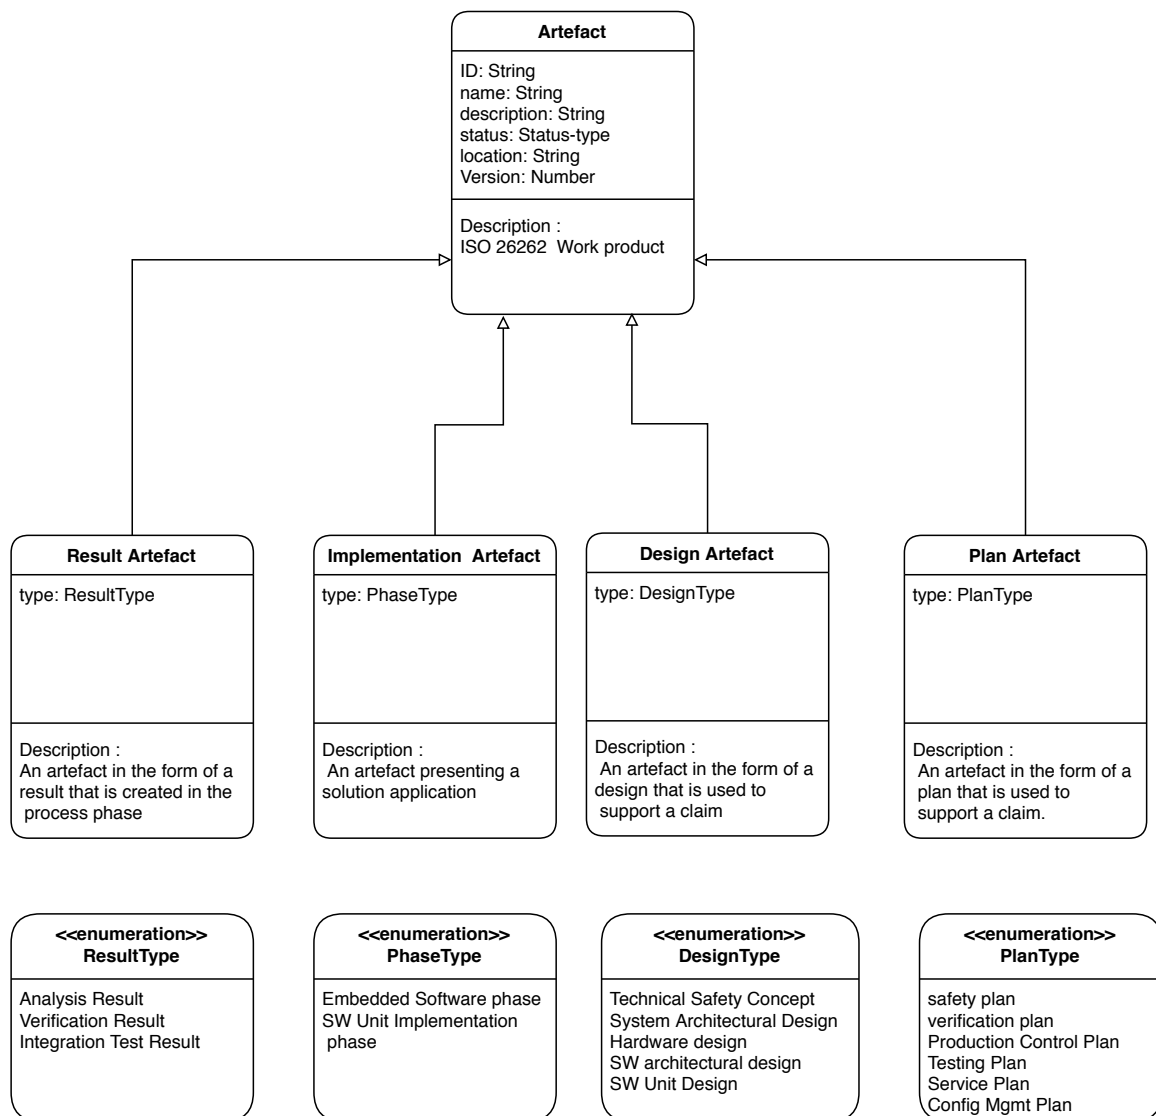 Artefact
ID: String
name: String
description: String
status: Status-type
location: String
Version: Number
Description :
ISO 26262  Work product
Result Artefact
type: ResultType
Description :
An artefact in the form of a
result that is created in the
process phase
Implementation  Artefact
type: PhaseType
Description :
An artefact presenting a
solution application
Design Artefact
type: DesignType
Description :
An artefact in the form of a
design that is used to
support a claim
Plan Artefact
type: PlanType
Description :
An artefact in the form of a
plan that is used to
support a claim.
<<enumeration>>
ResultType
Analysis Result
Verification Result
Integration Test Result
<<enumeration>>
PhaseType
Embedded Software phase
SW Unit Implementation
phase
<<enumeration>>
DesignType
Technical Safety Concept
System Architectural Design
Hardware design
SW architectural design
SW Unit Design
<<enumeration>>
PlanType
safety plan
verification plan
Production Control Plan
Testing Plan
Service Plan
Config Mgmt Plan